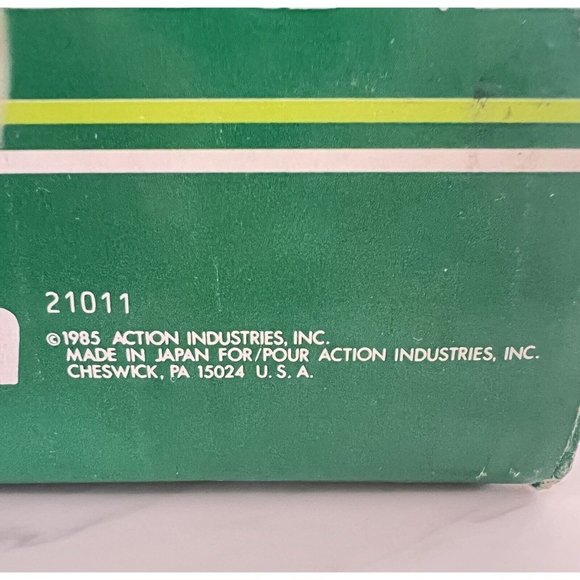 21011
©1985 ACTION INDUSTRIES, INC.
MADE IN JAPAN FOR/POUR ACTION INDUSTRIES, INC.
CHESWICK, PA 15024 U. S. A.